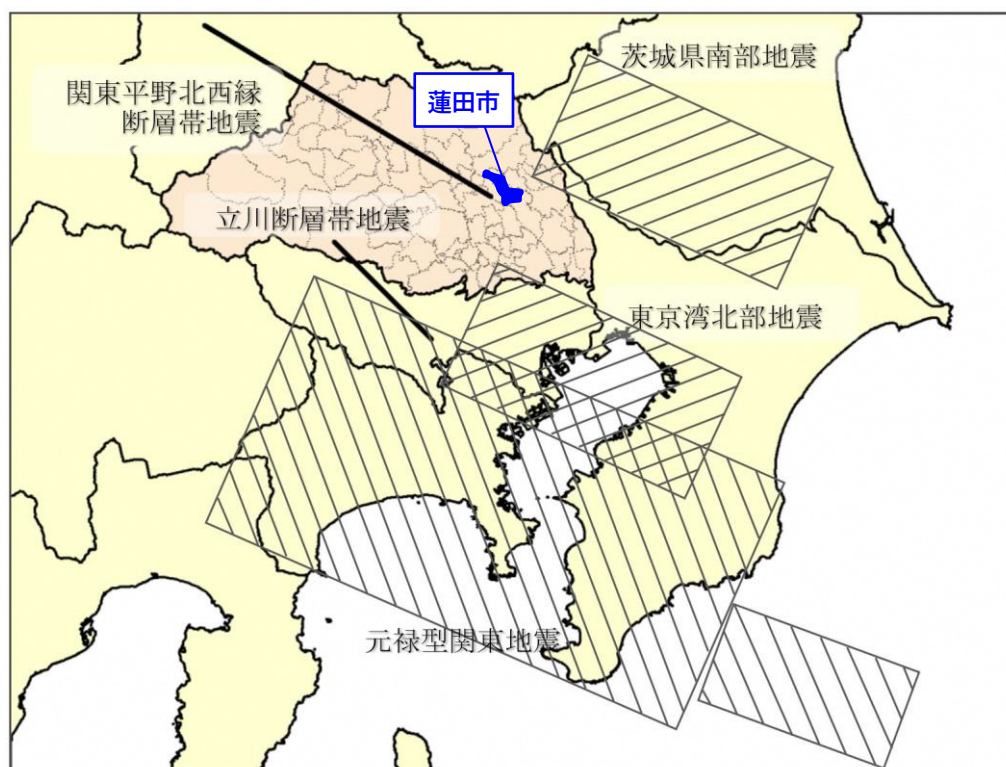 茨城県南部地震
関東平野北西縁
断層帯地震
蓮田市
立川断層帯地震
東京湾北部地震
元禄型関東地震